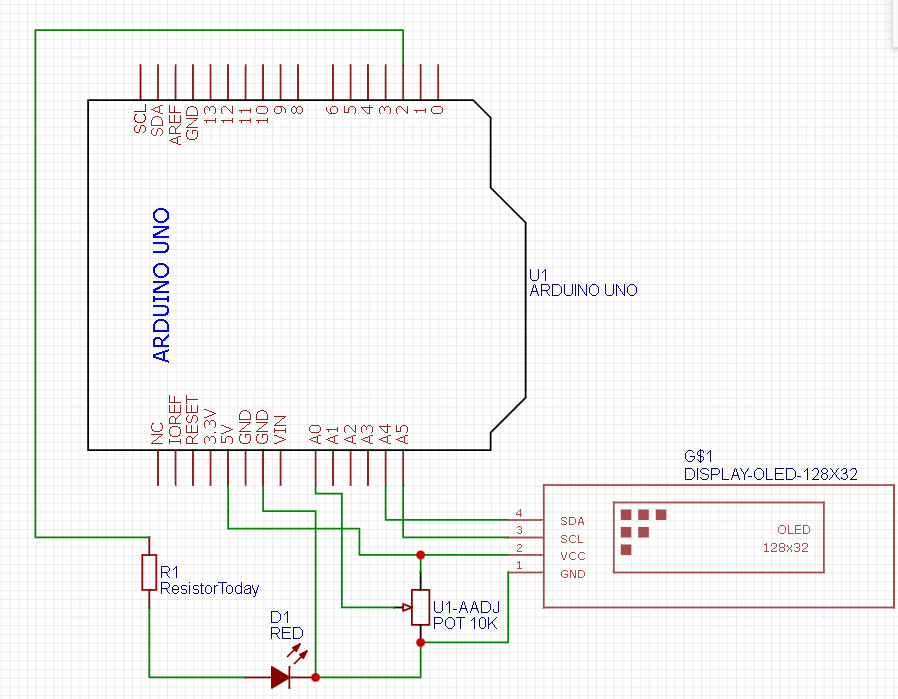 SCL
SDA
AREF
GND
13
12
11
10
9
8
6
5
4
3
2
1
0
ARDUINO UNO
U1
ARDUINO UNO
NC
IOREF
RESET
3.3V
5V
GND
GND
VIN
A0
A1
A2
A3
A4
A5
G$1
DISPLAY-OLED-128X32
4
SDA
3
SCL
2
VCC
1
GND
OLED
128x32
R1
ResistorToday
U1-AADJ
POT 10K
D1
RED